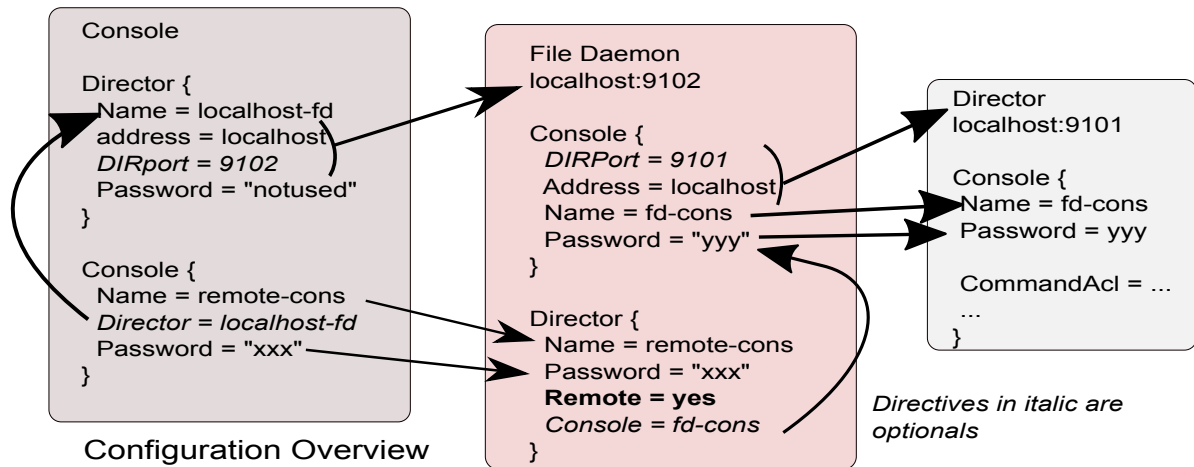 Console
Director {
Name = localhost-fd
address = localhost
DIRport = 9102
Password = "notused"
}
Console {
Name = remote-cons
Director = localhost-fd
Password = "xxx"
}
Configuration Overview
File Daemon
localhost:9102
Console {
DIRPort = 9101
Address = localhost
Name = fd-cons
Password = "yyy"
}
Director {
Name = remote-cons
Password = "xxx"
Remote = yes
Console = fd-cons
}
Director
localhost:9101
Console {
Name = fd-cons
Password = yyy
CommandAcl = ...
...
}
Directives in italic are
optionals